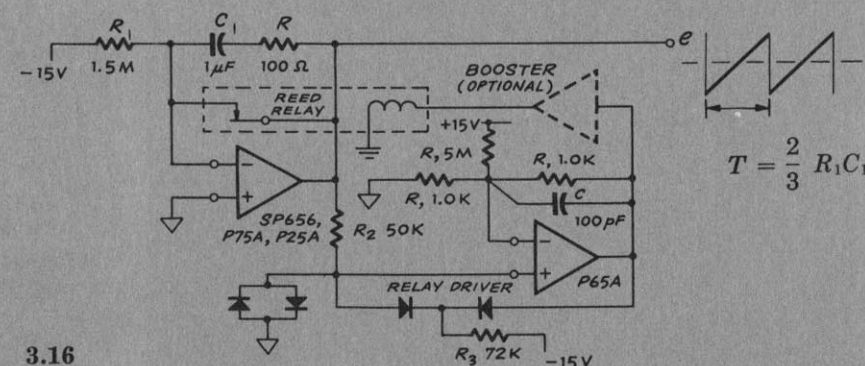 R₁
C₁
R
-15V
1.5M
1μF
100Ω
e
REED
RELAY
BOOSTER
(OPTIONAL)
+15V
R, 5M
R, 1.0K
R, 1.0K
C
100pF
T = 2/3 R₁C₁
SP656,
P75A, P25A
R₂ 50K
P65A
RELAY DRIVER
R₃ 72K
-15V
3.16